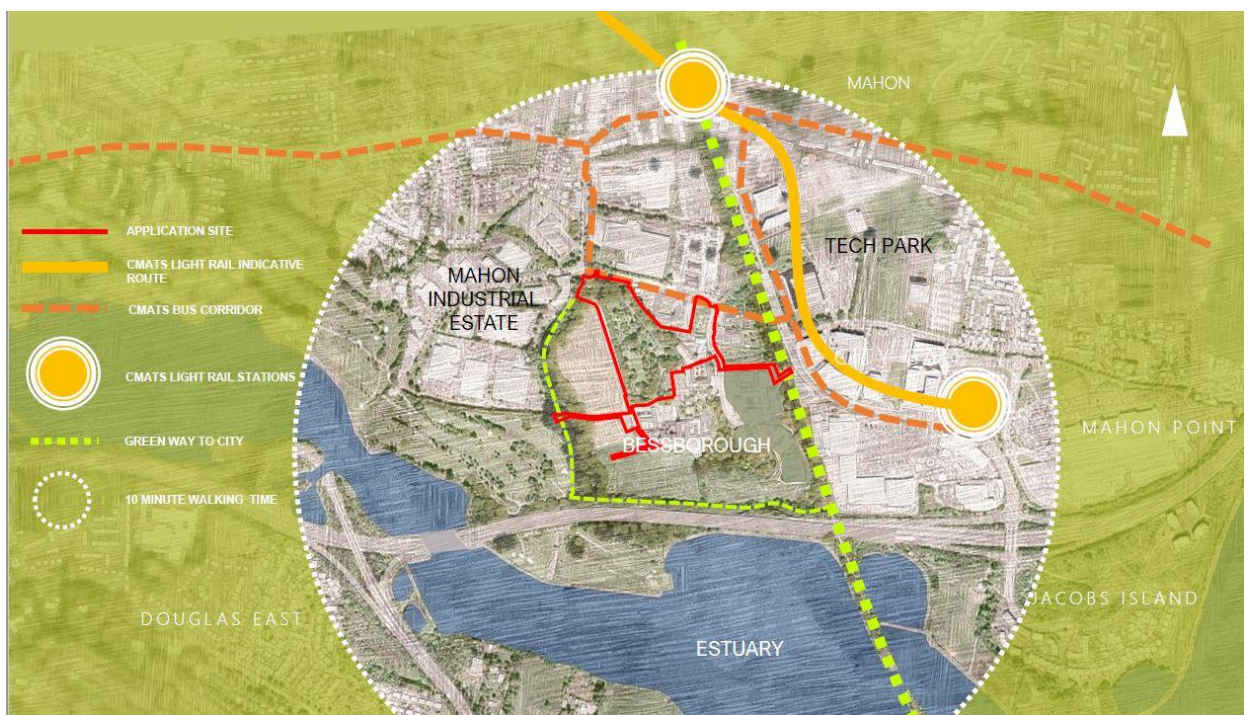 MAHON
APPLICATION SITE
CMATS LIGHT RAIL INDICATIVE
ROUTE
CMATS BUS CORRIDOR
CMATS LIGHT RAIL STATIONS
GREEN WAY TO CITY
10 MINUTE WALKING TIME
MAHON
INDUSTRIAL
ESTATE
TECH PARK
BESSBOROUGH
MAHON POINT
JACOBS ISLAND
DOUGLAS EAST
ESTUARY